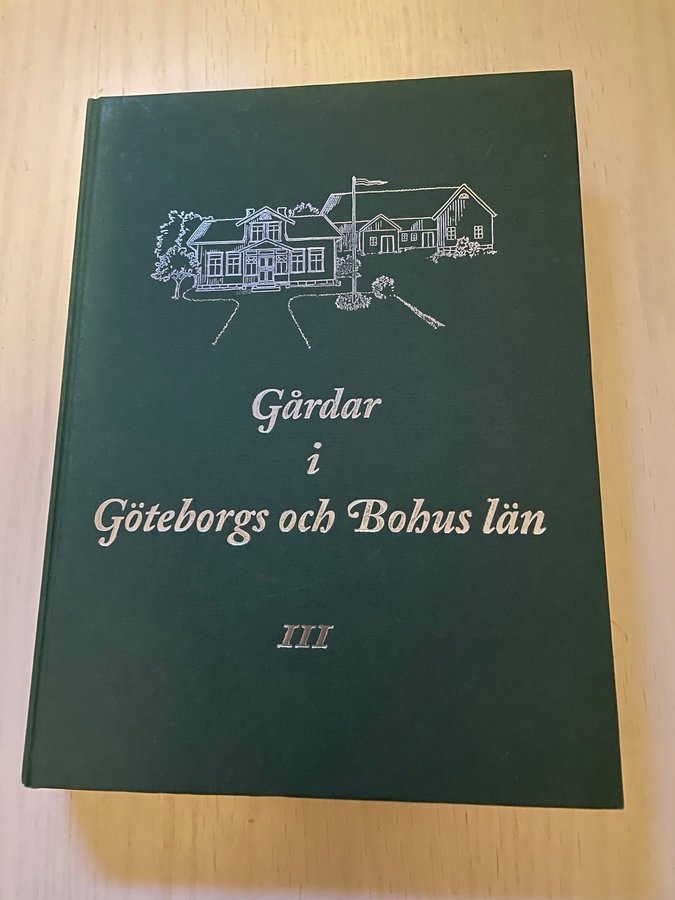 Gårdar
i
Göteborgs och Bohus län
III